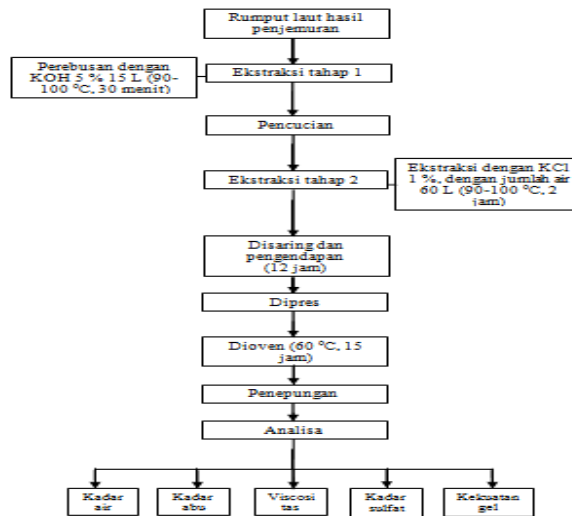 Rumput laut hasil
penjemuran
Perebusan dengan
KOH 5 % 15 L (90-
100 °C, 30 menit)
Ekstraksi tahap 1
Pencucian
Ekstraksi tahap 2
Ekstraksi dengan KCl
1 %, dengan jumlah air
60 L (90-100 °C, 2
jam)
Disaring dan
pengendapan
(12 jam)
Dipres
Dioven (60 °C, 15
jam)
Penepungan
Analisa
Kadar
air
Kadar
abu
Viscosi
tas
Kadar
sulfat
Kekuatan
gel